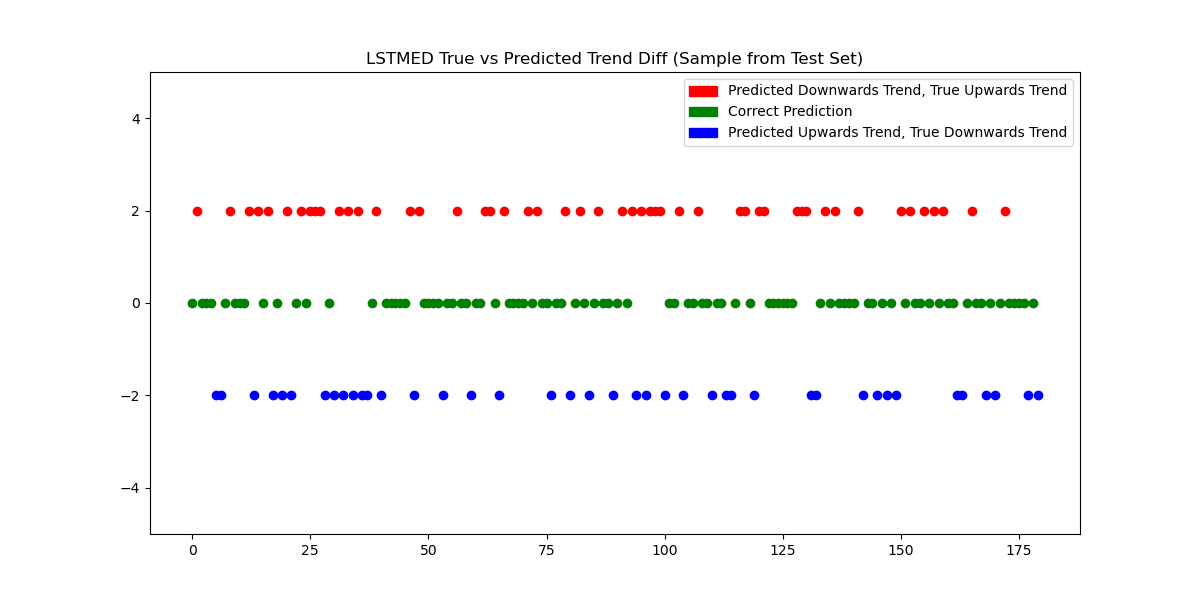 LSTMED True vs Predicted Trend Diff (Sample from Test Set)
Predicted Downwards Trend, True Upwards Trend
Correct Prediction
Predicted Upwards Trend, True Downwards Trend
4
2
0
−2
−4
0 25 50 75 100 125 150 175